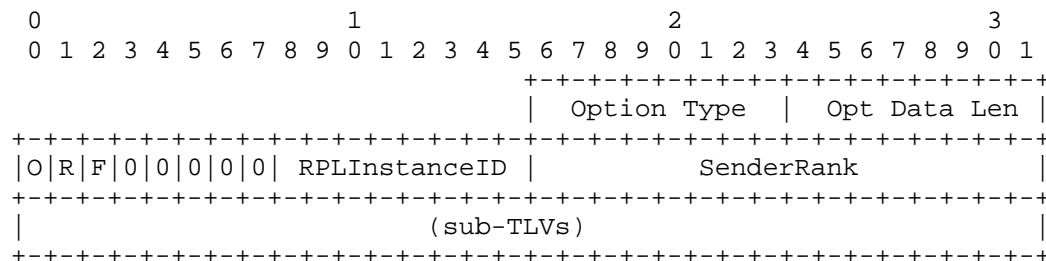 0                   1                   2                   3
0 1 2 3 4 5 6 7 8 9 0 1 2 3 4 5 6 7 8 9 0 1 2 3 4 5 6 7 8 9 0 1
                                +-+-+-+-+-+-+-+-+-+-+-+-+-+-+-+-+
                                |  Option Type  |  Opt Data Len |
+-+-+-+-+-+-+-+-+-+-+-+-+-+-+-+-+-+-+-+-+-+-+-+-+-+-+-+-+-+-+-+-+
|O|R|F|0|0|0|0|0| RPLInstanceID |          SenderRank           |
+-+-+-+-+-+-+-+-+-+-+-+-+-+-+-+-+-+-+-+-+-+-+-+-+-+-+-+-+-+-+-+-+
|                         (sub-TLVs)                            |
+-+-+-+-+-+-+-+-+-+-+-+-+-+-+-+-+-+-+-+-+-+-+-+-+-+-+-+-+-+-+-+-+